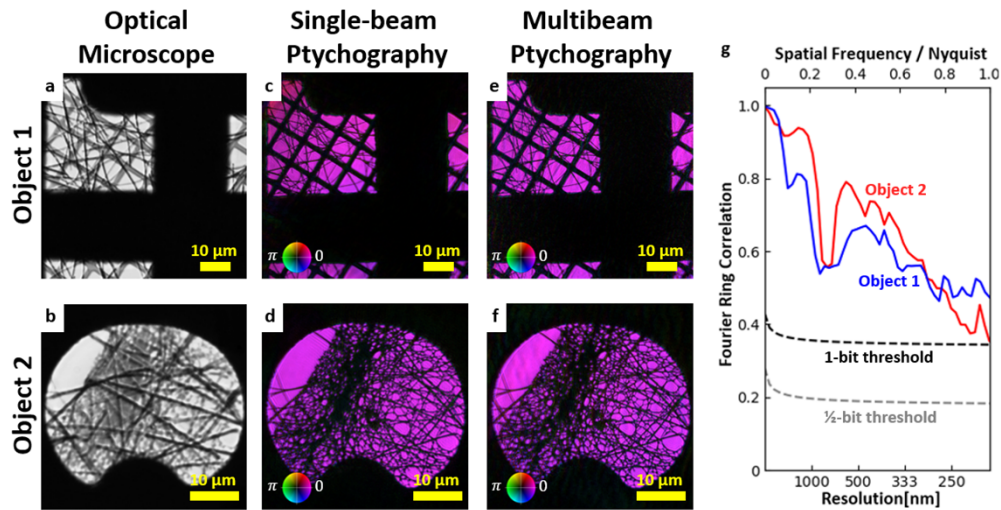 Optical
Microscope
Single-beam
Ptychography
Multibeam
Ptychography
Object 1
Object 2
a
10 µm
c
π 0
10 µm
e
π 0
10 µm
b
10 µm
d
π 0
10 µm
f
π 0
10 µm
g
Spatial Frequency / Nyquist
0 0.2 0.4 0.6 0.8 1.0
Fourier Ring Correlation
1.0
0.8
0.6
0.4
0.2
0
Object 2
Object 1
1-bit threshold
½-bit threshold
1000 500 333 250
Resolution[nm]